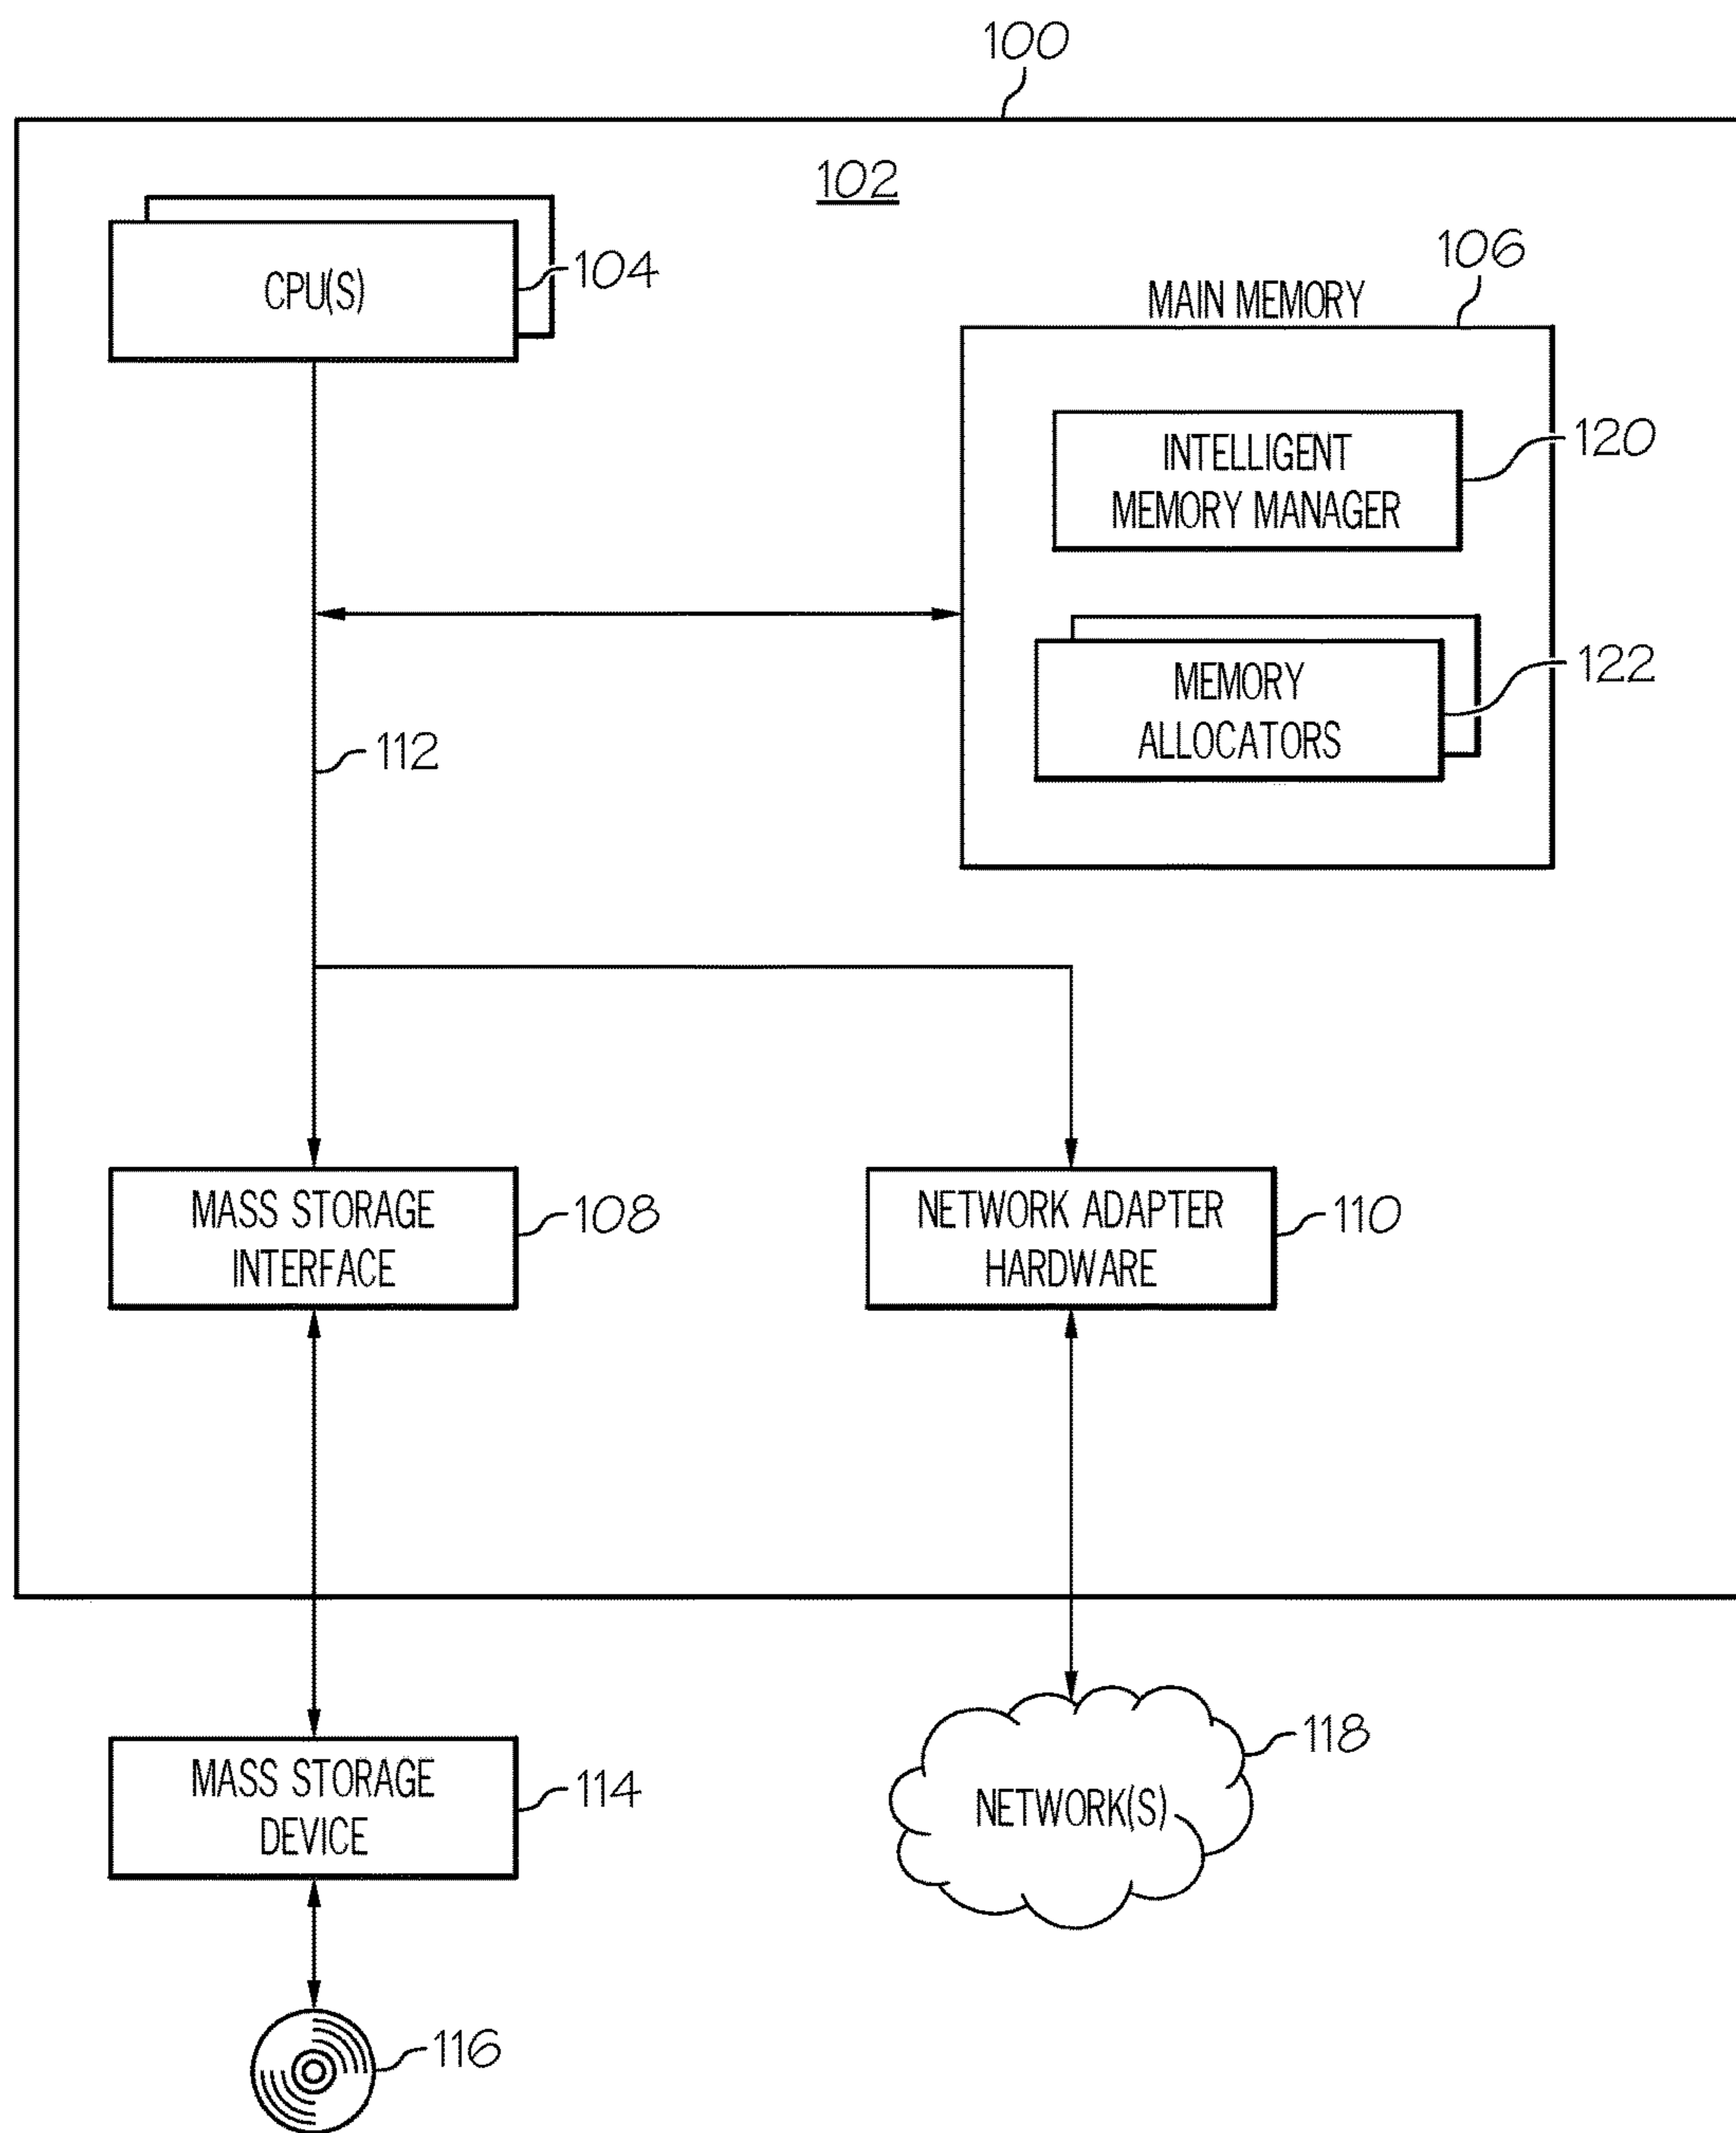 100
102
CPU(S)
104
106
MAIN MEMORY
INTELLIGENT
MEMORY MANAGER
120
MEMORY
ALLOCATORS
122
112
MASS STORAGE
INTERFACE
108
NETWORK ADAPTER
HARDWARE
110
MASS STORAGE
DEVICE
114
NETWORK(S)
118
116